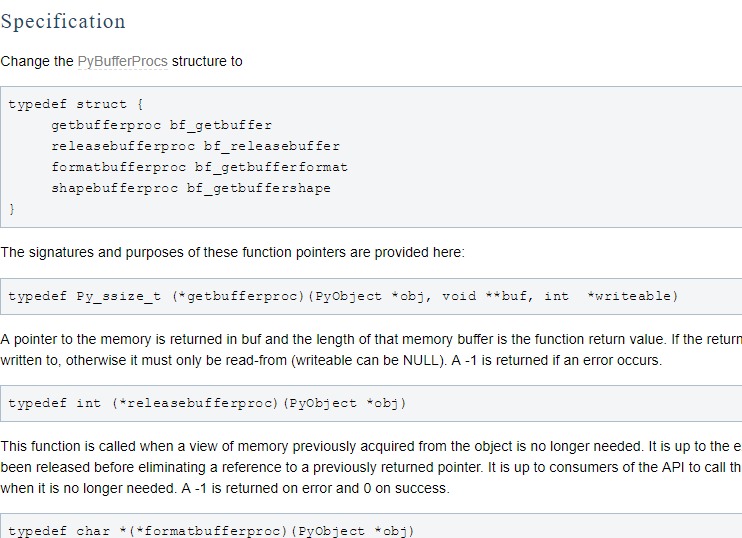 Specification
Change the PyBufferProcs structure to
typedef struct {
     getbufferproc bf_getbuffer
     releasebufferproc bf_releasebuffer
     formatbufferproc bf_getbufferformat
     shapebufferproc bf_getbuffershape
}
The signatures and purposes of these function pointers are provided here:
typedef Py_ssize_t (*getbufferproc)(PyObject *obj, void **buf, int  *writeable)
A pointer to the memory is returned in buf and the length of that memory buffer is the function return value. If the return
written to, otherwise it must only be read-from (writeable can be NULL). A -1 is returned if an error occurs.
typedef int (*releasebufferproc)(PyObject *obj)
This function is called when a view of memory previously acquired from the object is no longer needed. It is up to the e
been released before eliminating a reference to a previously returned pointer. It is up to consumers of the API to call th
when it is no longer needed. A -1 is returned on error and 0 on success.
typedef char *(*formatbufferproc)(PyObject *obj)